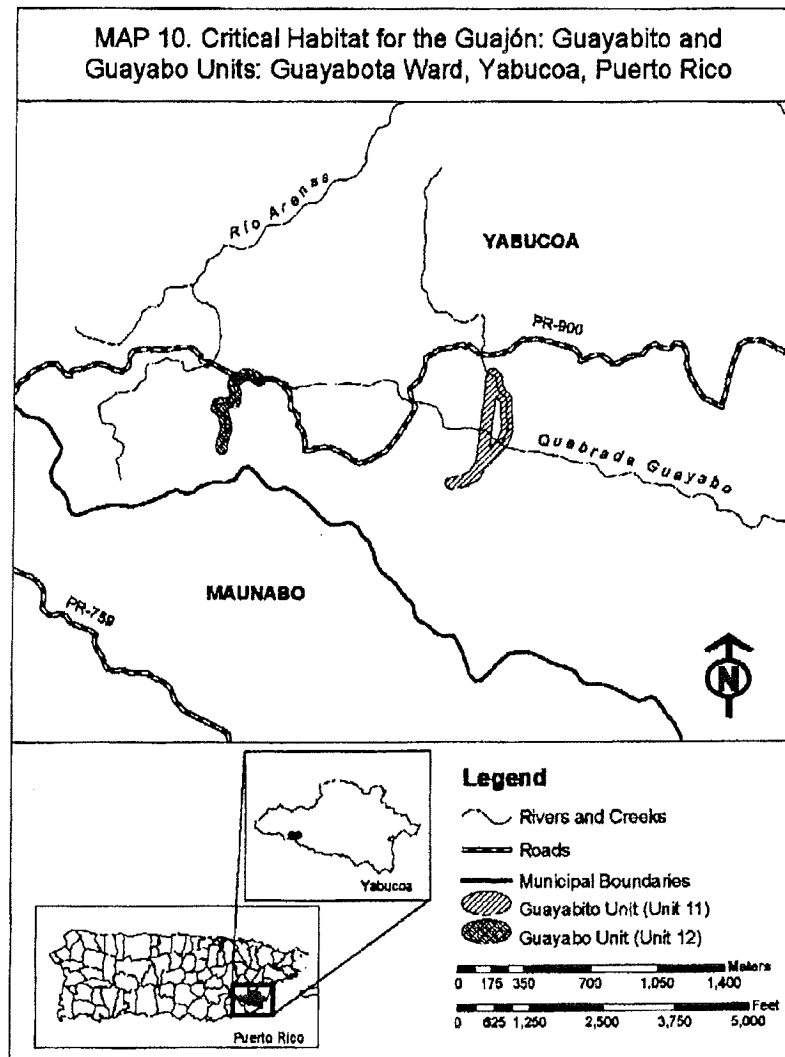 MAP 10. Critical Habitat for the Guajón: Guayabito and
Guayabo Units: Guayabota Ward, Yabucoa, Puerto Rico
Río Arenas
YABUCOA
PR-900
Quebrada Guayabo
MAUNABO
PR-759
N
Yabucoa
Puerto Rico
Legend
Rivers and Creeks
Roads
Municipal Boundaries
Guayabito Unit (Unit 11)
Guayabo Unit (Unit 12)
Meters
0 175 350 700 1,050 1,400
Feet
0 625 1,250 2,500 3,750 5,000